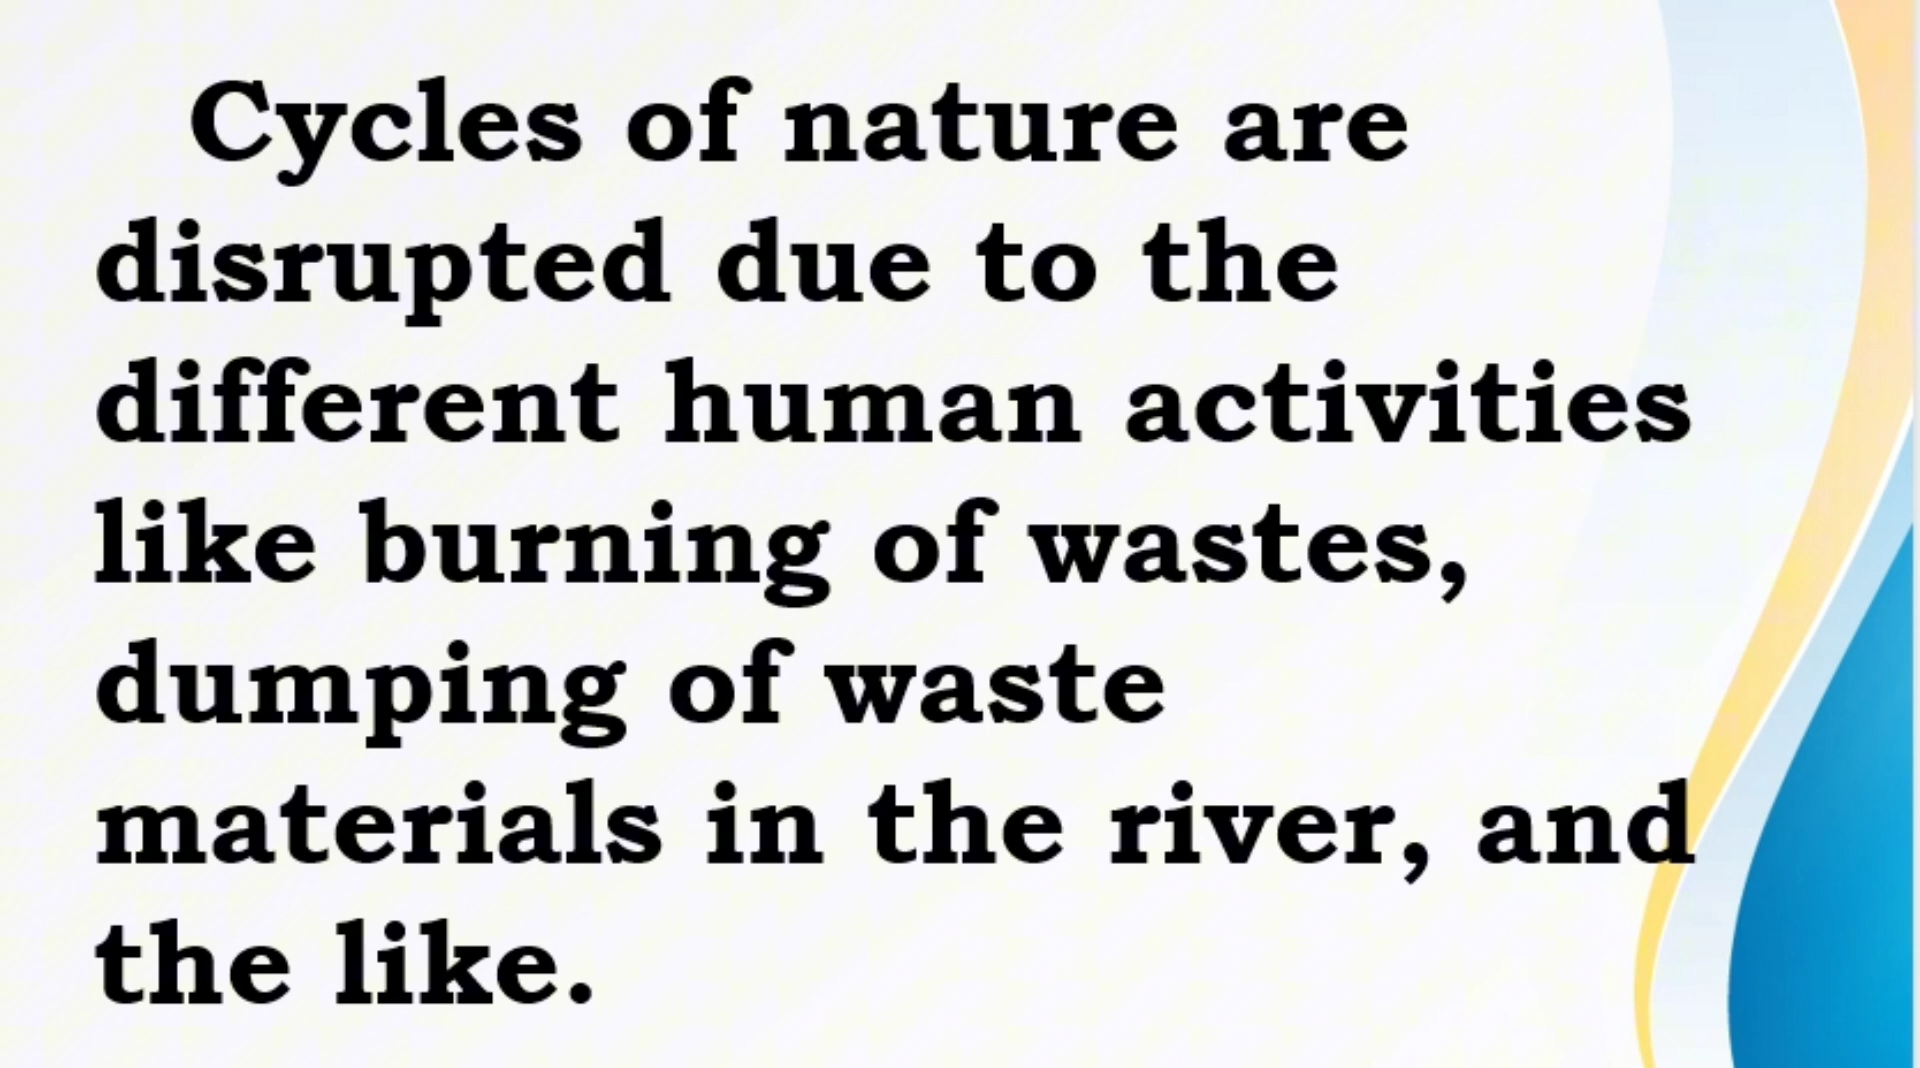 Cycles of nature are
disrupted due to the
different human activities
like burning of wastes,
dumping of waste
materials in the river, and
the like.